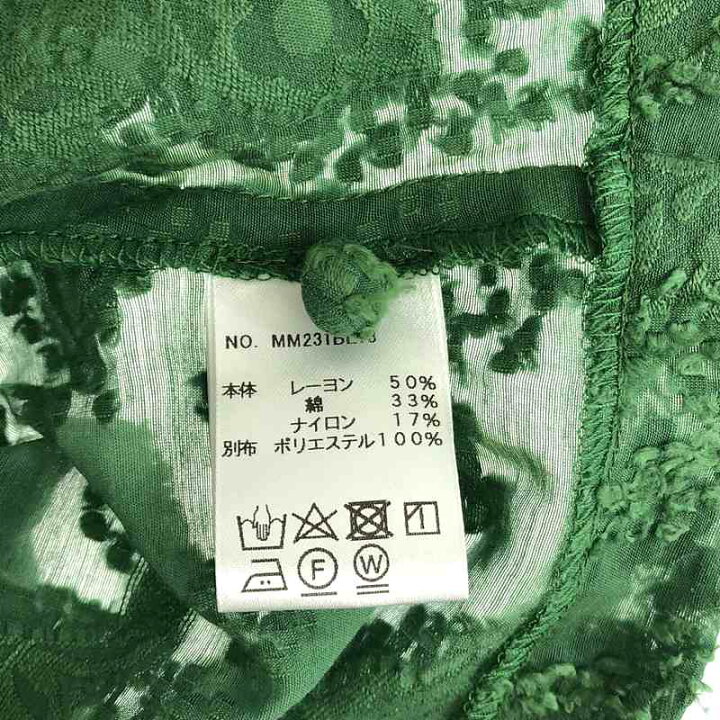 NO. MM231BL
本体 レーヨン 50%
綿 33%
ナイロン 17%
別布 ポリエステル100%
F W